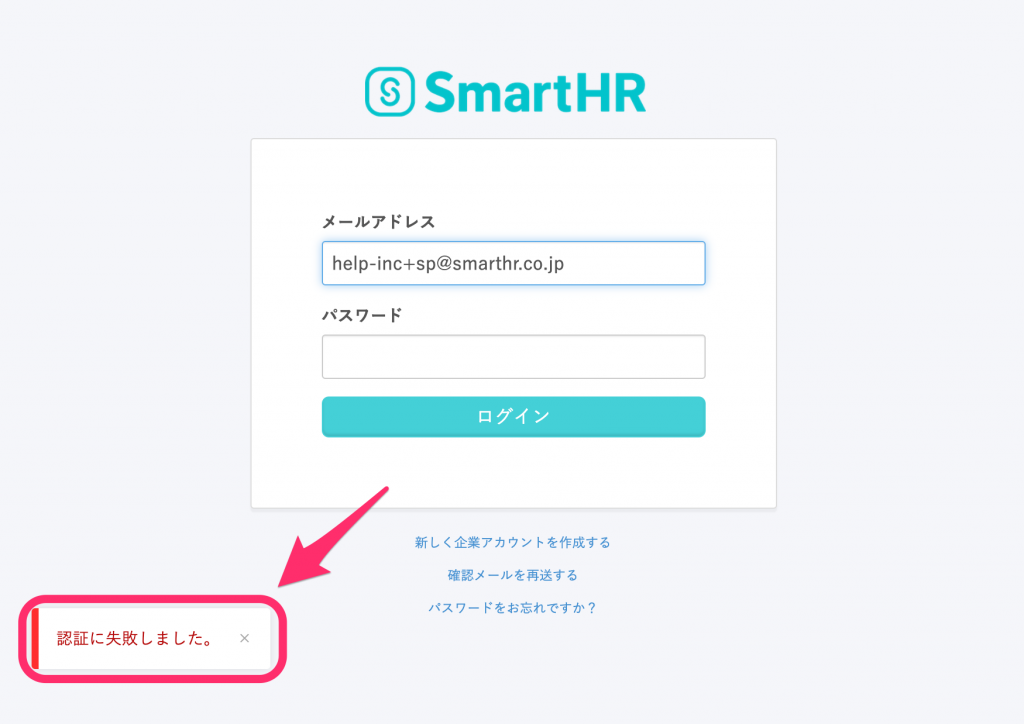 SmartHR
メールアドレス
help-inc+sp@smarthr.co.jp
パスワード
ログイン
新しく企業アカウントを作成する
確認メールを再送する
パスワードをお忘れですか？
認証に失敗しました。 ×